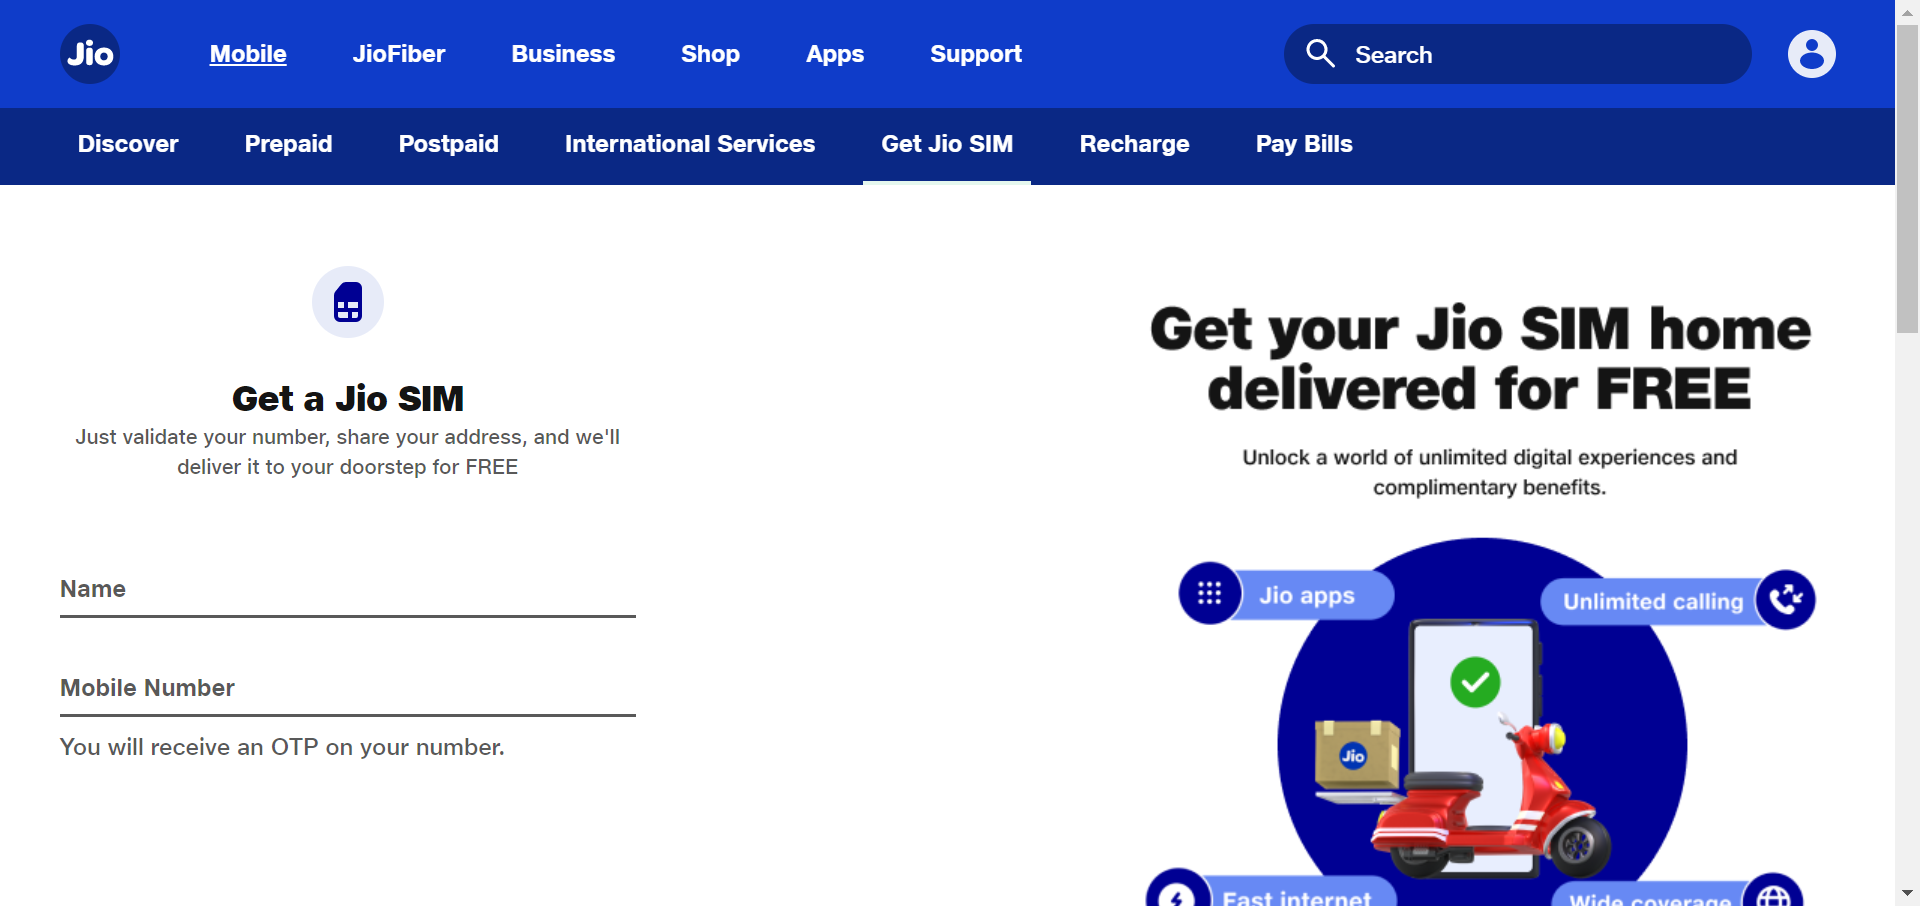 Jio
Mobile
JioFiber
Business
Shop
Apps
Support
Search
Discover
Prepaid
Postpaid
International Services
Get Jio SIM
Recharge
Pay Bills
Get a Jio SIM
Just validate your number, share your address, and we'll
deliver it to your doorstep for FREE
Name
Mobile Number
You will receive an OTP on your number.
Get your Jio SIM home
delivered for FREE
Unlock a world of unlimited digital experiences and
complimentary benefits.
Jio apps
Unlimited calling
Jio
Fast internet
Wide coverage